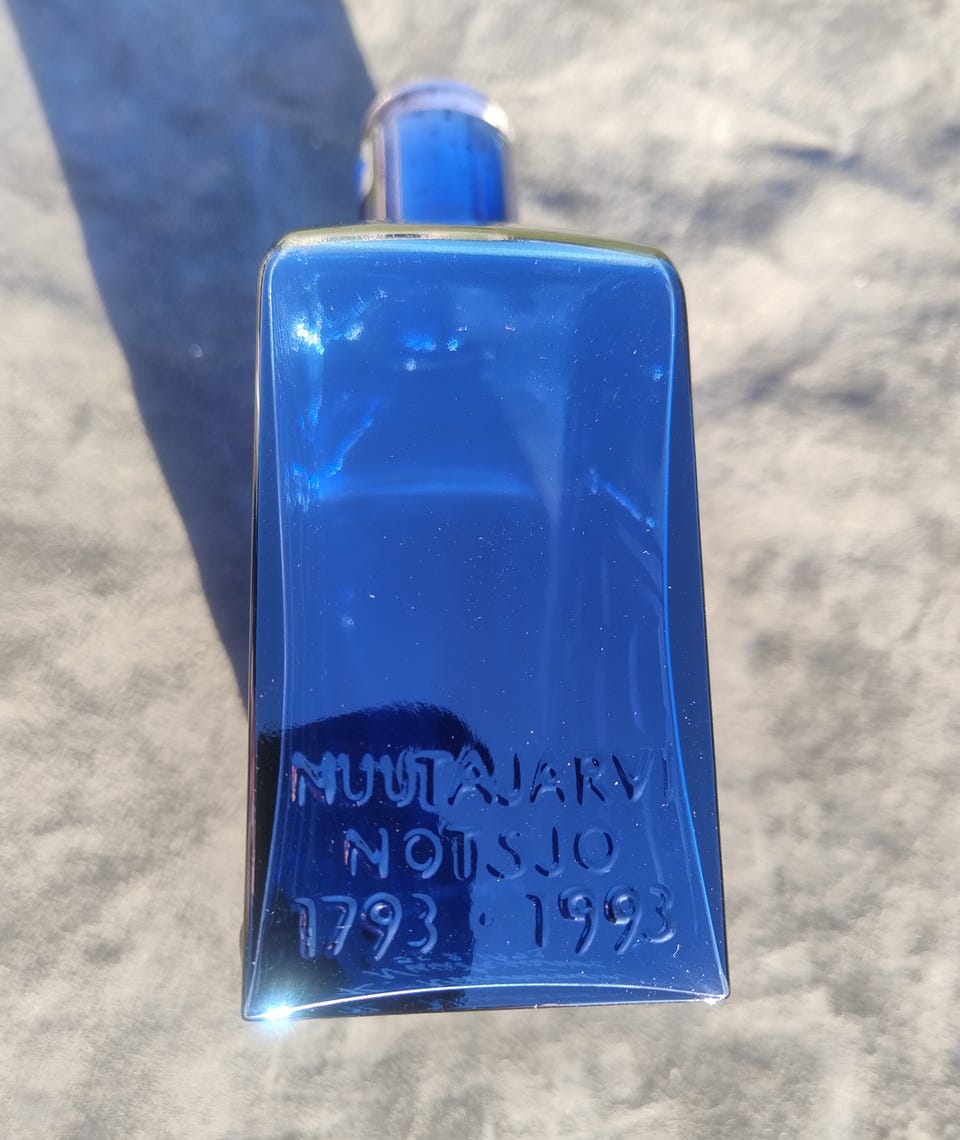 NUUTAJARVI
NOTSJO
1793 · 1993